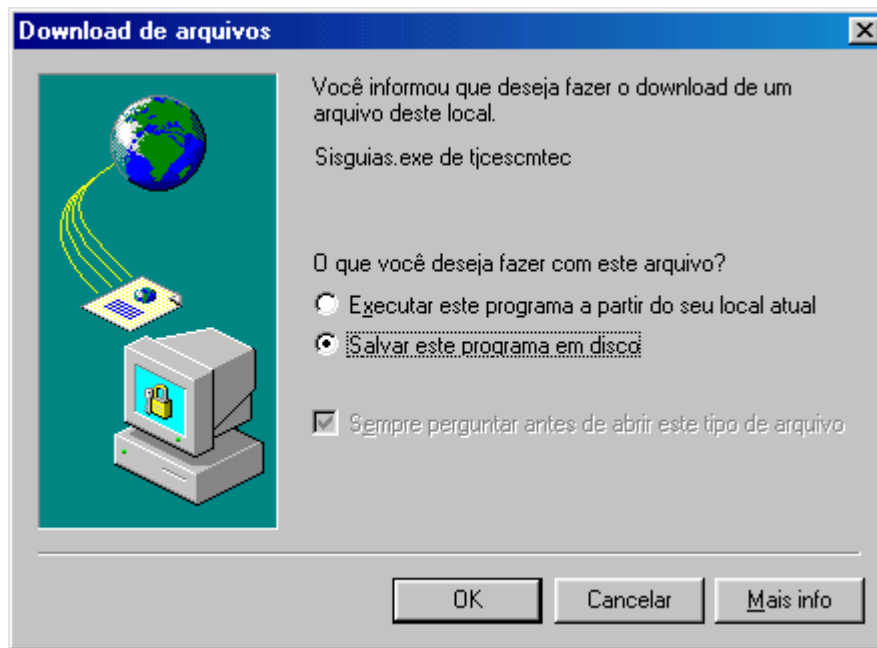 Download de arquivos
Você informou que deseja fazer o download de um
arquivo deste local.
Sisguias.exe de tjcescmtec
O que você deseja fazer com este arquivo?
Executar este programa a partir do seu local atual
Salvar este programa em disco
Sempre perguntar antes de abrir este tipo de arquivo
OK
Cancelar
Mais info